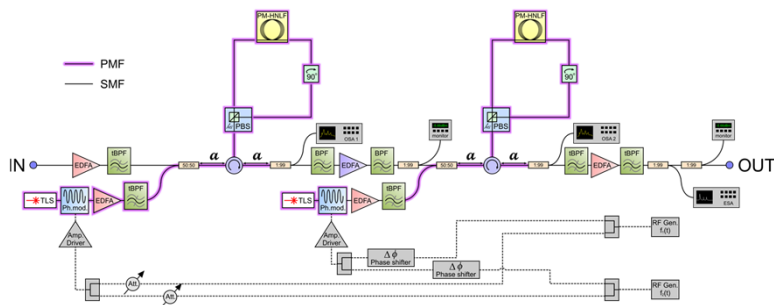 PM-HNLF
PM-HNLF
PMF
SMF
90°
90°
Δφ PBS
Δφ PBS
OSA 1
monitor
OSA 2
monitor
IN
EDFA
tBPF
50:50
a
a
1:99
BPF
EDFA
BPF
1:99
50:50
a
a
1:99
tBPF
EDFA
tBPF
1:99
1:99
OUT
TLS
Ph.mod.
EDFA
tBPF
TLS
Ph.mod.
EDFA
tBPF
ESA
Amp.
Driver
Amp.
Driver
Δ ϕ
Phase shifter
Δ ϕ
Phase shifter
RF Gen.
Att.
Att.
RF Gen.